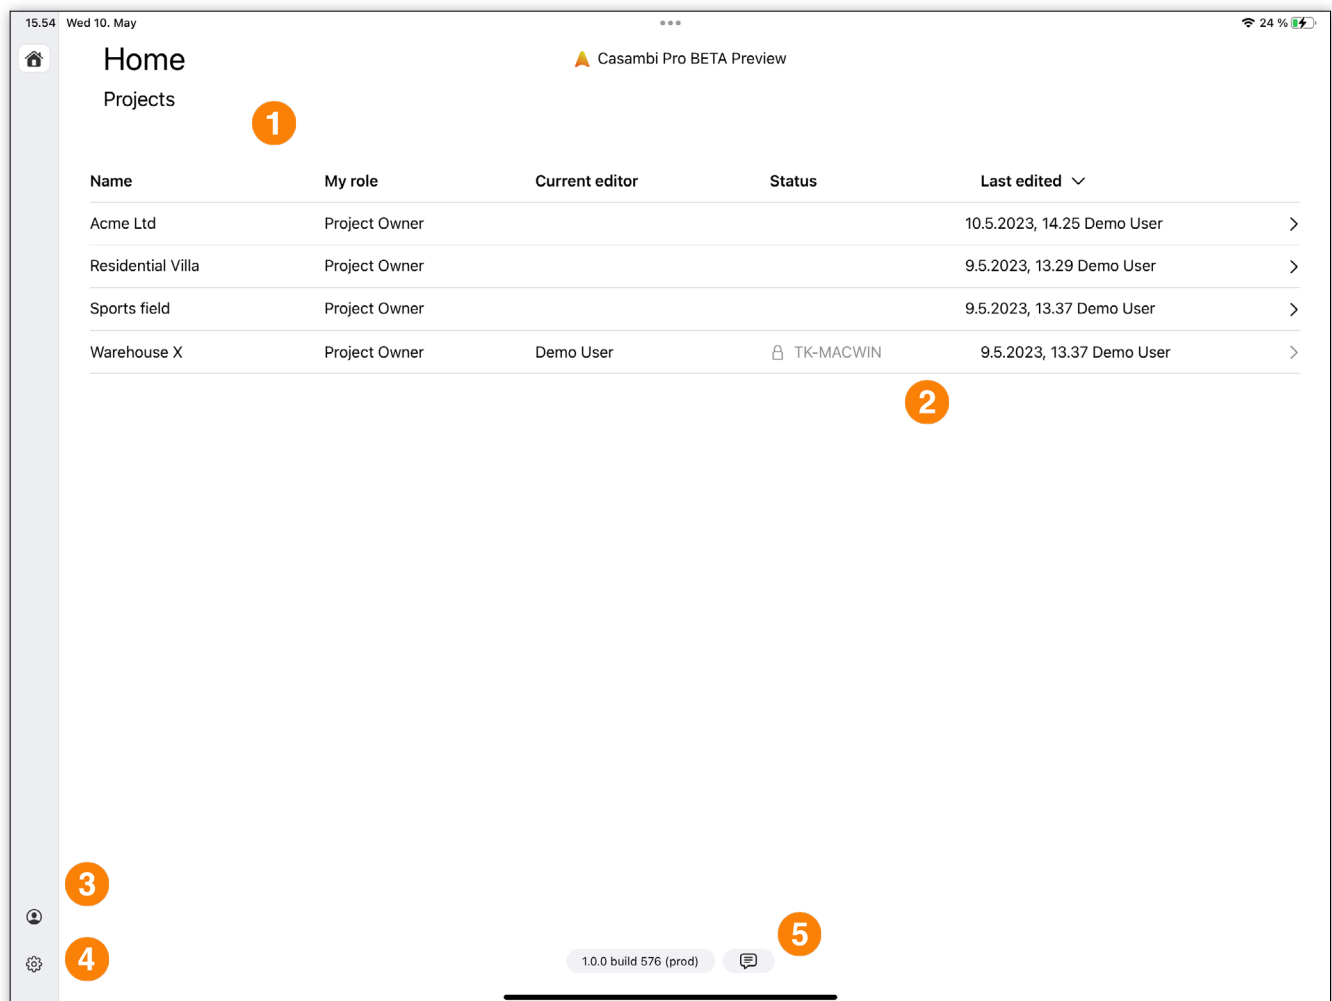 15.54 Wed 10. May 24 %
Home
Casambi Pro BETA Preview
Projects
1
Name My role Current editor Status Last edited
Acme Ltd Project Owner 10.5.2023, 14.25 Demo User
Residential Villa Project Owner 9.5.2023, 13.29 Demo User
Sports field Project Owner 9.5.2023, 13.37 Demo User
Warehouse X Project Owner Demo User TK-MACWIN 9.5.2023, 13.37 Demo User
2
3
5
4
1.0.0 build 576 (prod)